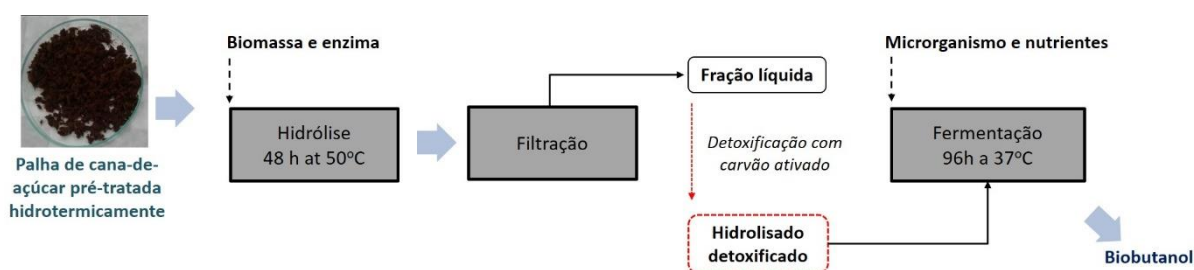 Palha de cana-de-
açúcar pré-tratada
hidrotermicamente
Biomassa e enzima
Hidrólise
48 h at 50ºC
Filtração
Fração líquida
Detoxificação com
carvão ativado
Hidrolisado
detoxificado
Microrganismo e nutrientes
Fermentação
96h a 37ºC
Biobutanol